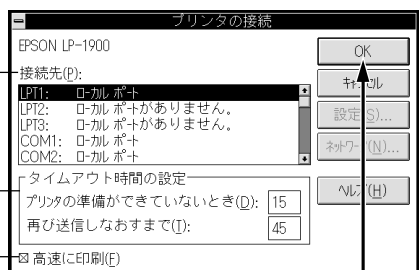 プリンタの接続
EPSON LP-1900
接続先(P):
LPT1: ローカル ポート
LPT2: ローカル ポートがありません。
LPT3: ローカル ポートがありません。
COM1: ローカル ポート
COM2: ローカル ポート
タイムアウト時間の設定
プリンタの準備ができていないとき(D): 15
再び送信しなおすまで(T): 45
高速に印刷(F)
OK
キャンセル
設定(S)...
ネットワーク(N)...
ヘルプ(H)